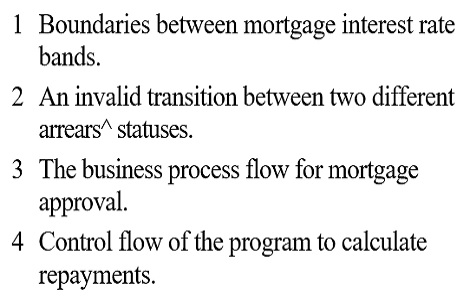 1 Boundaries between mortgage interest rate
bands.
2 An invalid transition between two different
arrears^ statuses.
3 The business process flow for mortgage
approval.
4 Control flow of the program to calculate
repayments.